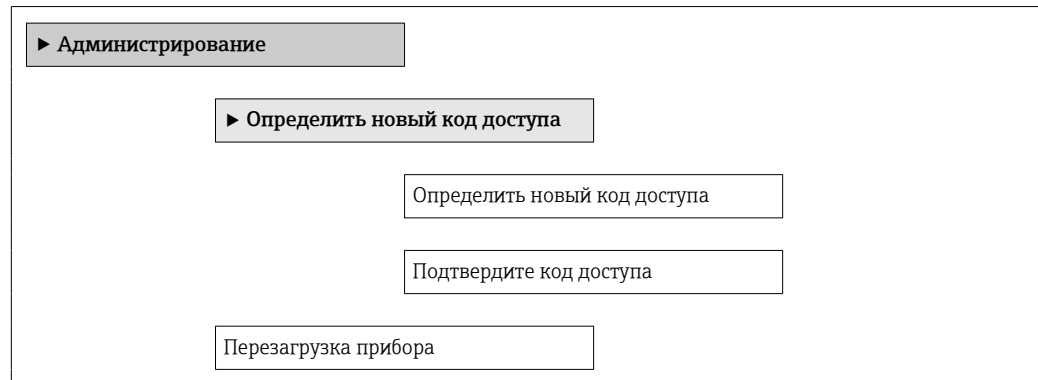 ▶ Администрирование
▶ Определить новый код доступа
Определить новый код доступа
Подтвердите код доступа
Перезагрузка прибора